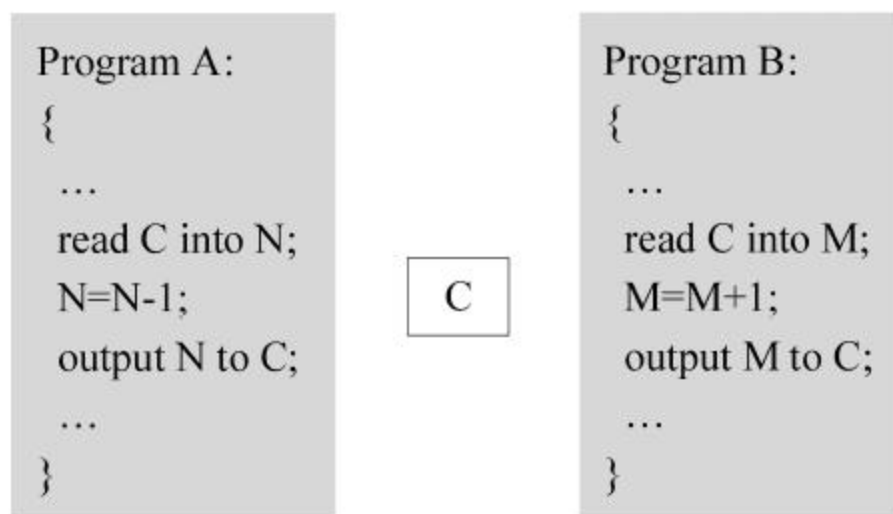 Program A:
{
…
read C into N;
N=N-1;
output N to C;
…
}
C
Program B:
{
…
read C into M;
M=M+1;
output M to C;
…
}